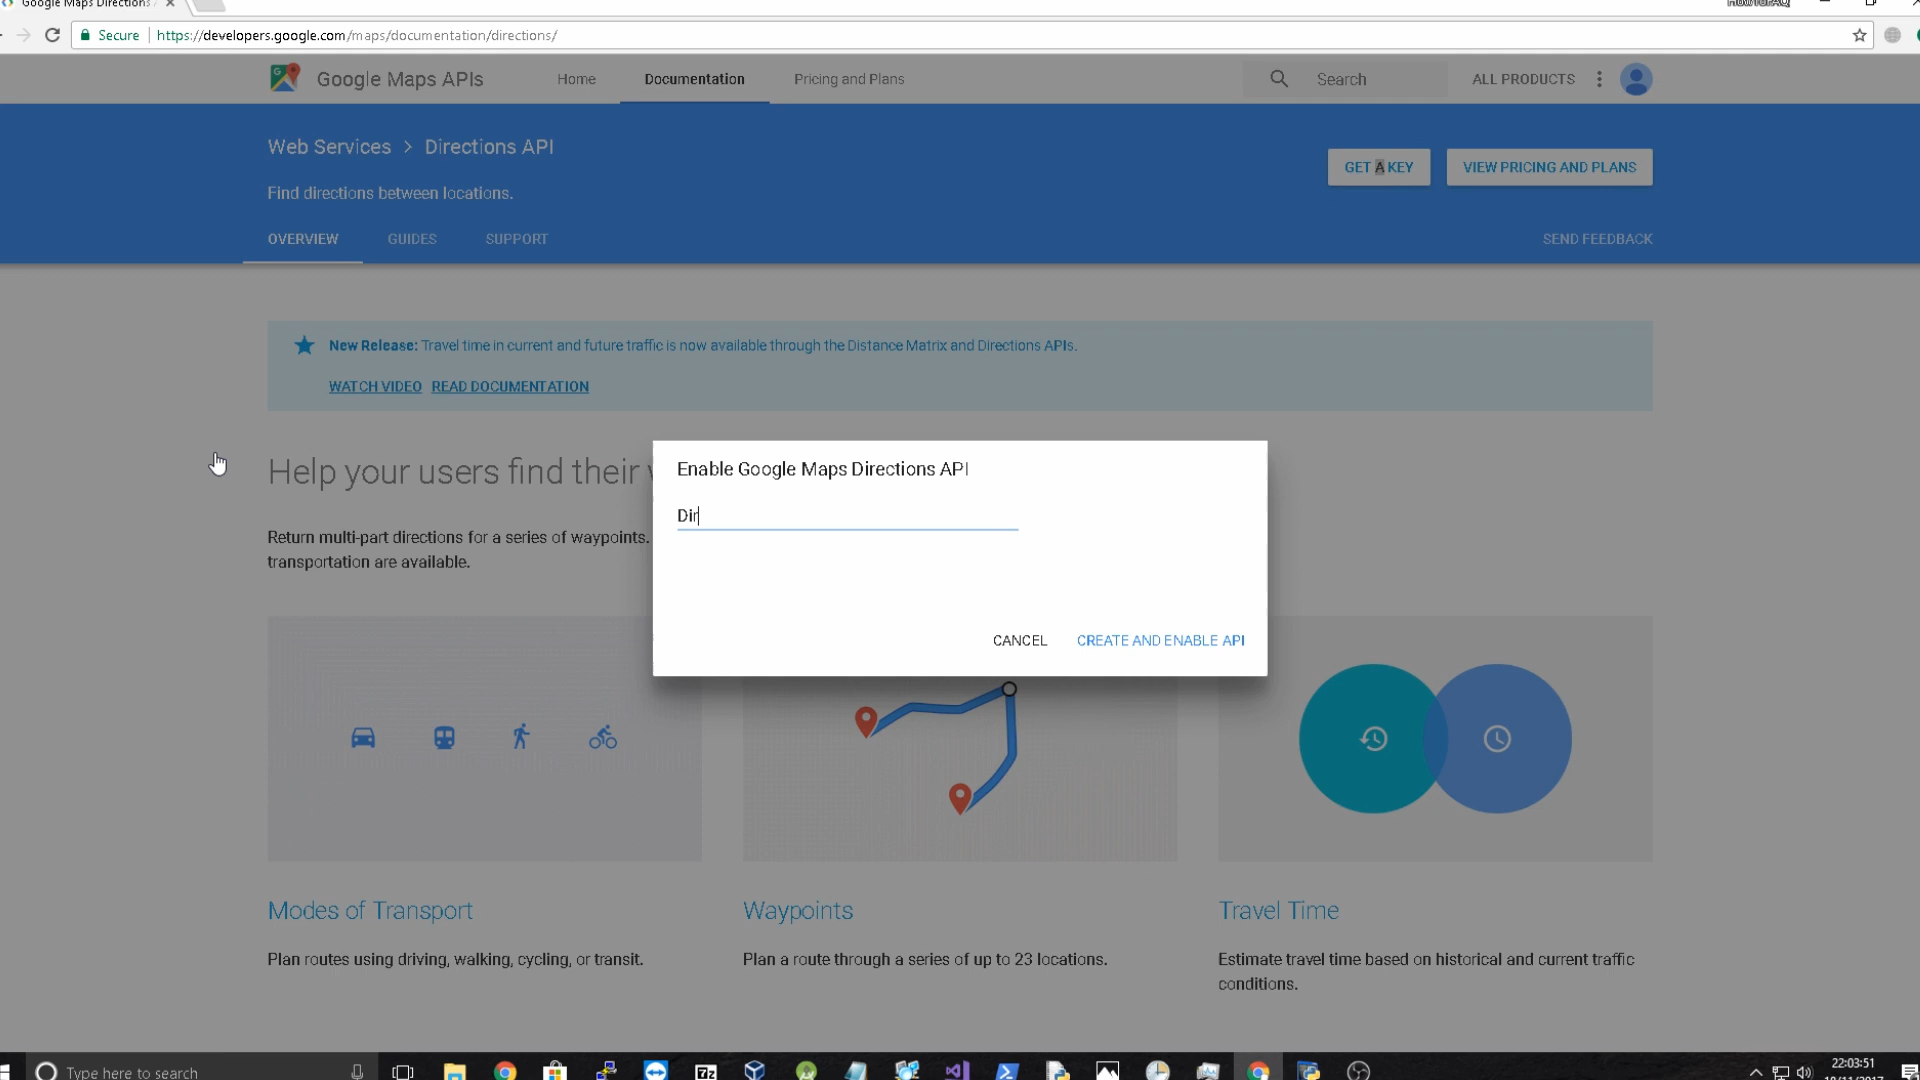 Google Maps Directions
Secure
https://developers.google.com/maps/documentation/directions/
Google Maps APIs
Home
Documentation
Pricing and Plans
Search
ALL PRODUCTS
Web Services > Directions API
GET A KEY
VIEW PRICING AND PLANS
Find directions between locations.
OVERVIEW
GUIDES
SUPPORT
SEND FEEDBACK
New Release: Travel time in current and future traffic is now available through the Distance Matrix and Directions APIs.
WATCH VIDEO READ DOCUMENTATION
Help your users find their
Enable Google Maps Directions API
Dir
Return multi-part directions for a series of waypoints.
transportation are available.
CANCEL
CREATE AND ENABLE API
Modes of Transport
Waypoints
Travel Time
Plan routes using driving, walking, cycling, or transit.
Plan a route through a series of up to 23 locations.
Estimate travel time based on historical and current traffic
conditions.
Type here to search
7z
22:03:51